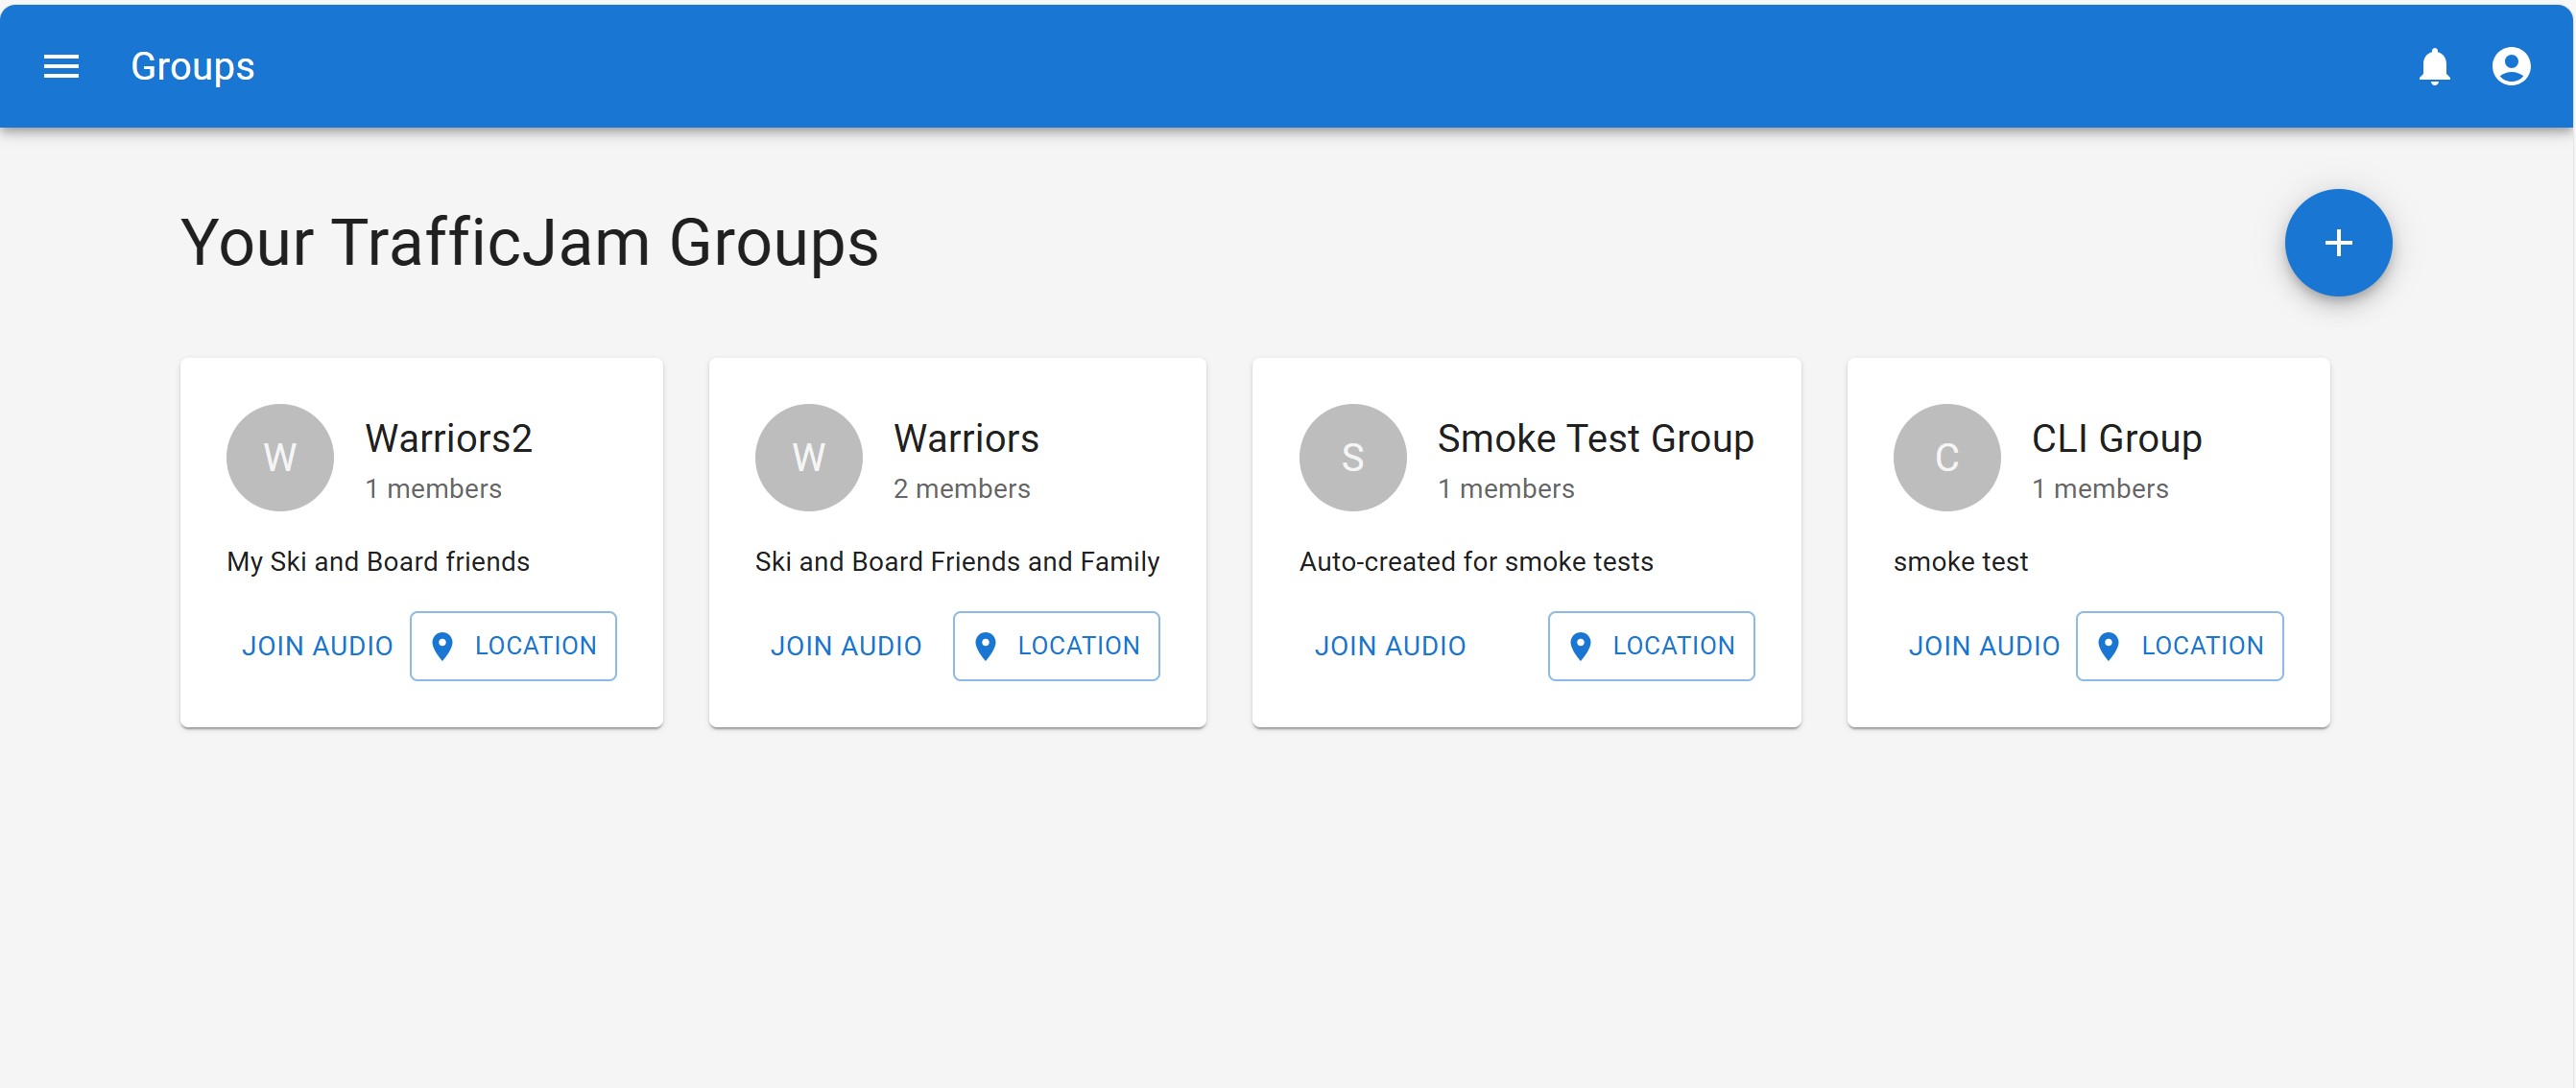 Groups
Your TrafficJam Groups
+
W
Warriors2
1 members
My Ski and Board friends
JOIN AUDIO
LOCATION
W
Warriors
2 members
Ski and Board Friends and Family
JOIN AUDIO
LOCATION
S
Smoke Test Group
1 members
Auto-created for smoke tests
JOIN AUDIO
LOCATION
C
CLI Group
1 members
smoke test
JOIN AUDIO
LOCATION